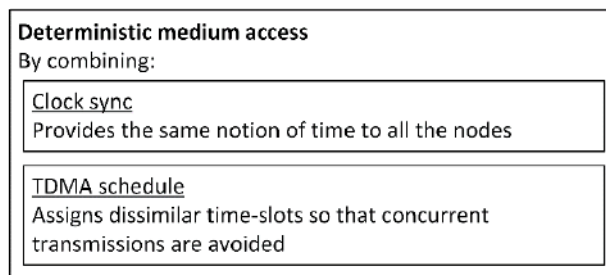 Deterministic medium access
By combining:
Clock sync
Provides the same notion of time to all the nodes
TDMA schedule
Assigns dissimilar time-slots so that concurrent
transmissions are avoided